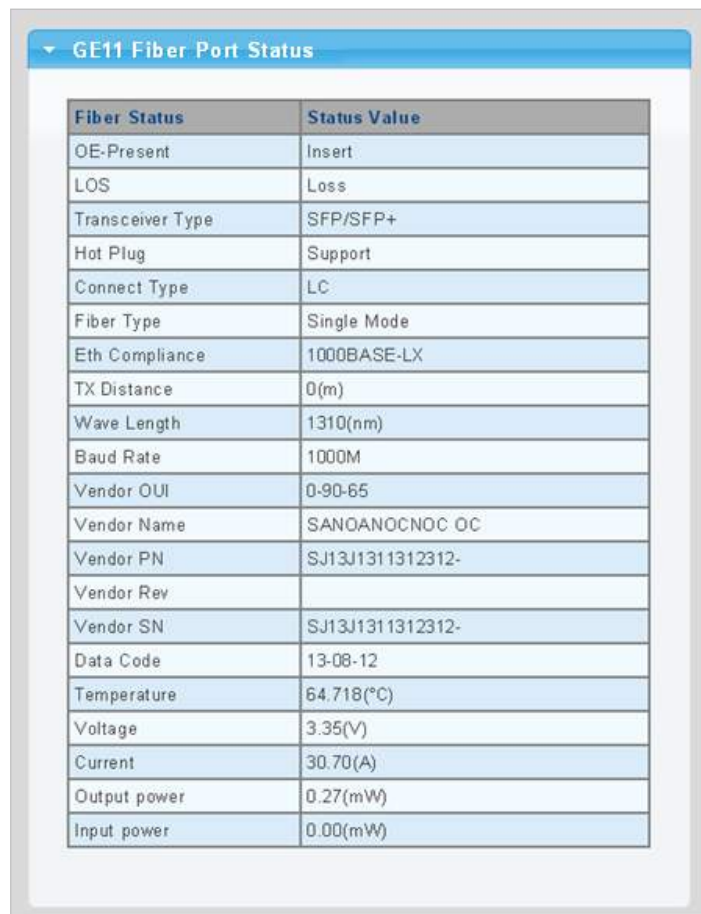 GE11 Fiber Port Status
Fiber Status Status Value
OE-Present Insert
LOS Loss
Transceiver Type SFP/SFP+
Hot Plug Support
Connect Type LC
Fiber Type Single Mode
Eth Compliance 1000BASE-LX
TX Distance 0(m)
Wave Length 1310(nm)
Baud Rate 1000M
Vendor OUI 0-90-65
Vendor Name SANOANOCNOC OC
Vendor PN SJ13J1311312312-
Vendor Rev
Vendor SN SJ13J1311312312-
Data Code 13-08-12
Temperature 64.718(°C)
Voltage 3.35(V)
Current 30.70(A)
Output power 0.27(mW)
Input power 0.00(mW)